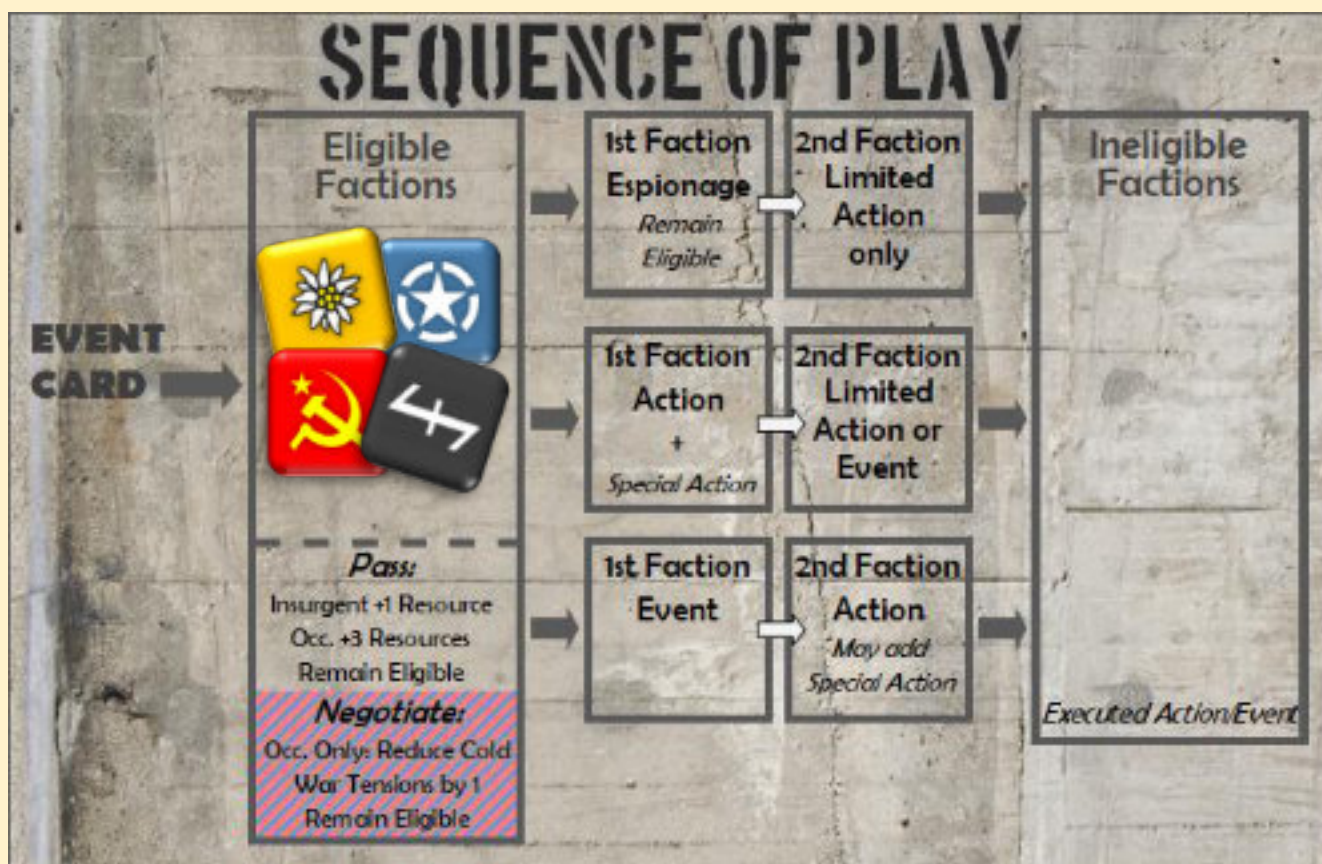 SEQUENCE OF PLAY
EVENT
CARD
Eligible
Factions
Pass:
Insurgent +1 Resource
Occ. +3 Resources
Remain Eligible
Negotiate:
Occ. Only: Reduce Cold
War Tensions by 1
Remain Eligible
1st Faction
Espionage
Remain
Eligible
2nd Faction
Limited
Action
only
1st Faction
Action
+
Special Action
2nd Faction
Limited
Action or
Event
1st Faction
Event
2nd Faction
Action
May add
Special Action
Ineligible
Factions
Executed Action/Event